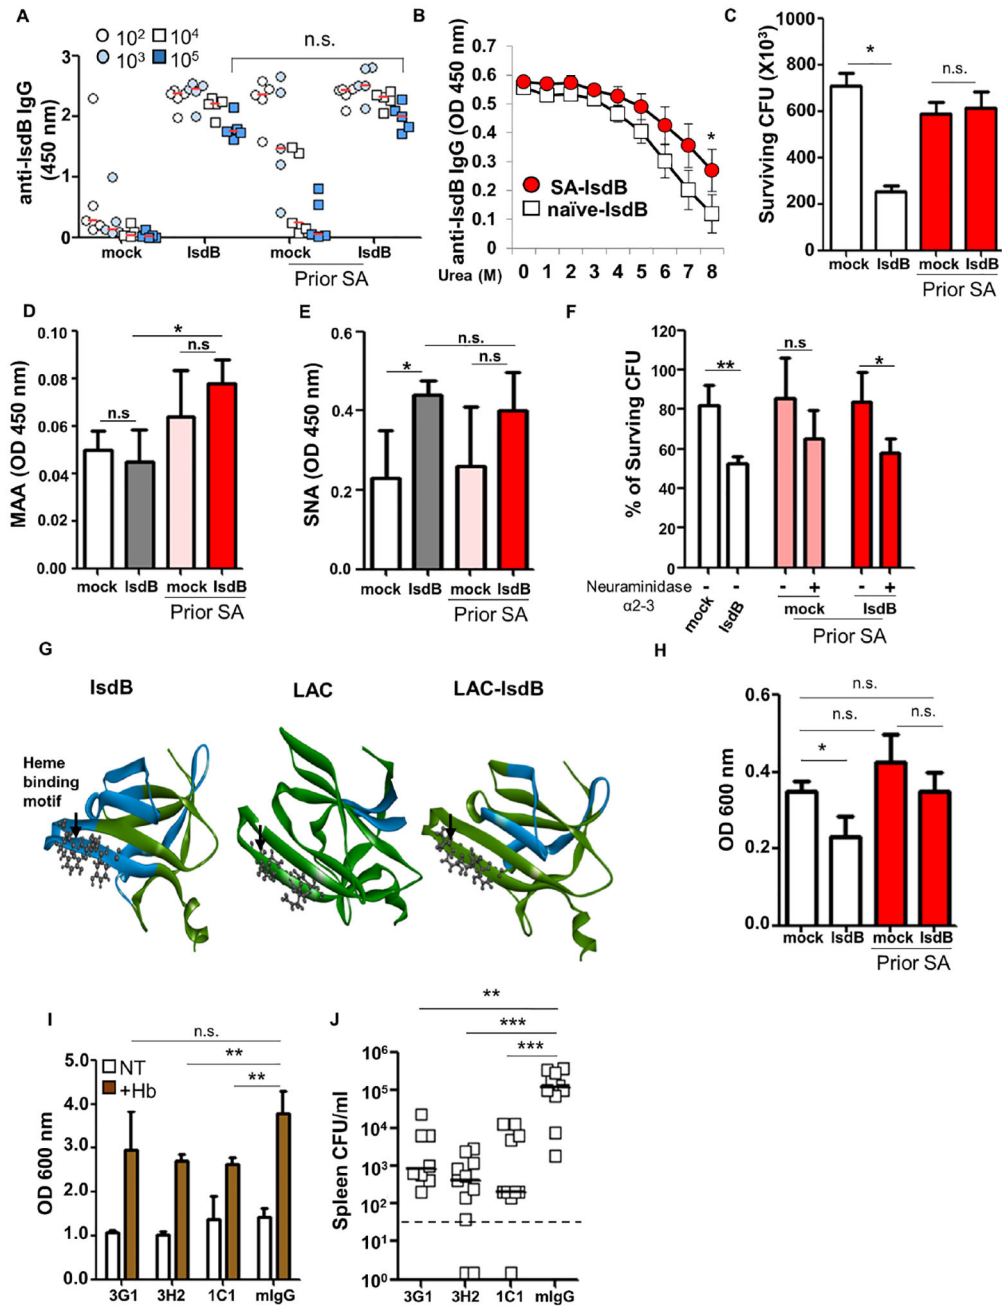 A
10² 10⁴
10³ 10⁵
n.s.
anti-IsdB IgG
(450 nm)
3
2
1
0
mock IsdB mock IsdB
Prior SA
B
anti-IsdB IgG (OD 450 nm)
0.7
0.6
0.5
0.4
0.3
0.2
0.1
0
*
SA-IsdB
naïve-IsdB
Urea (M) 0 1 2 3 4 5 6 7 8
C
Surviving CFU (X10³)
1000
800
600
400
200
0
* n.s.
mock IsdB mock IsdB
Prior SA
D
MAA (OD 450 nm)
0.10
0.08
0.06
0.04
0.02
0.00
*
n.s n.s
mock IsdB mock IsdB
Prior SA
E
SNA (OD 450 nm)
0.6
0.4
0.2
0.0
n.s.
* n.s
mock IsdB mock IsdB
Prior SA
F
% of Surving CFU
120
100
80
60
40
20
0
** n.s *
Neuraminidase - - - + - +
α2-3
mock IsdB mock IsdB
Prior SA
G
IsdB LAC LAC-IsdB
Heme
binding
motif
H
OD 600 nm
0.6
0.4
0.2
0.0
n.s.
n.s. n.s.
*
mock IsdB mock IsdB
Prior SA
I
OD 600 nm
5.0
4.0
3.0
2.0
1.0
0.0
NT
+Hb
n.s.
**
**
3G1 3H2 1C1 mIgG
J
Spleen CFU/ml
10⁶
10⁵
10⁴
10³
10²
10¹
10⁰
**
***
***
3G1 3H2 1C1 mIgG